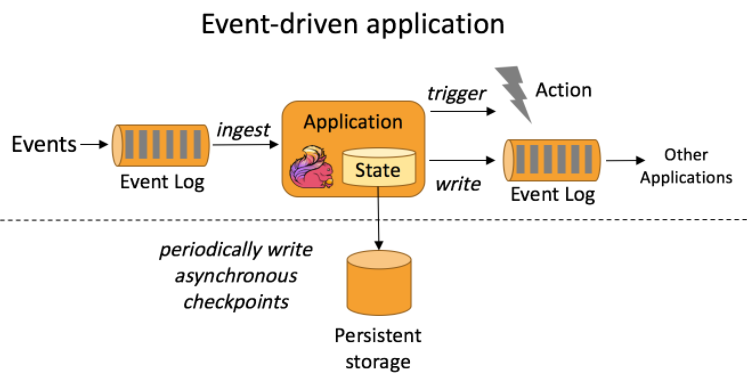 Event-driven application
trigger
Action
Application
ingest
Events
Event Log
State
write
Event Log
Other
Applications
periodically write
asynchronous
checkpoints
Persistent
storage